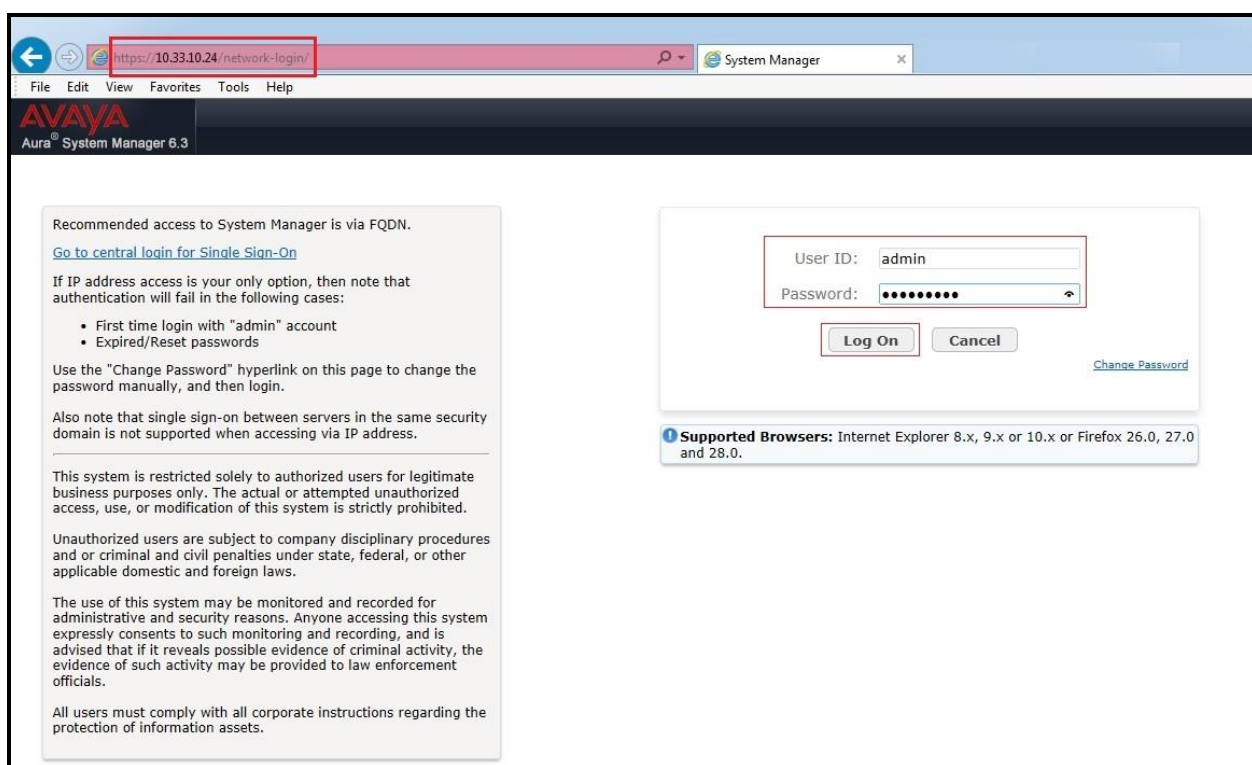 https://10.33.10.24/network-login/
System Manager
File Edit View Favorites Tools Help
AVAYA
Aura® System Manager 6.3
Recommended access to System Manager is via FQDN.
Go to central login for Single Sign-On
If IP address access is your only option, then note that
authentication will fail in the following cases:
• First time login with "admin" account
• Expired/Reset passwords
Use the "Change Password" hyperlink on this page to change the
password manually, and then login.
Also note that single sign-on between servers in the same security
domain is not supported when accessing via IP address.
This system is restricted solely to authorized users for legitimate
business purposes only. The actual or attempted unauthorized
access, use, or modification of this system is strictly prohibited.
Unauthorized users are subject to company disciplinary procedures
and or criminal and civil penalties under state, federal, or other
applicable domestic and foreign laws.
The use of this system may be monitored and recorded for
administrative and security reasons. Anyone accessing this system
expressly consents to such monitoring and recording, and is
advised that if it reveals possible evidence of criminal activity, the
evidence of such activity may be provided to law enforcement
officials.
All users must comply with all corporate instructions regarding the
protection of information assets.
User ID: admin
Password: •••••••••
Log On Cancel
Change Password
Supported Browsers: Internet Explorer 8.x, 9.x or 10.x or Firefox 26.0, 27.0
and 28.0.